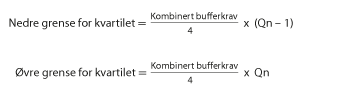 Nedre grense for kvartilet = Kombinert bufferkrav / 4 x (Qn – 1)
Øvre grense for kvartilet = Kombinert bufferkrav / 4 x Qn